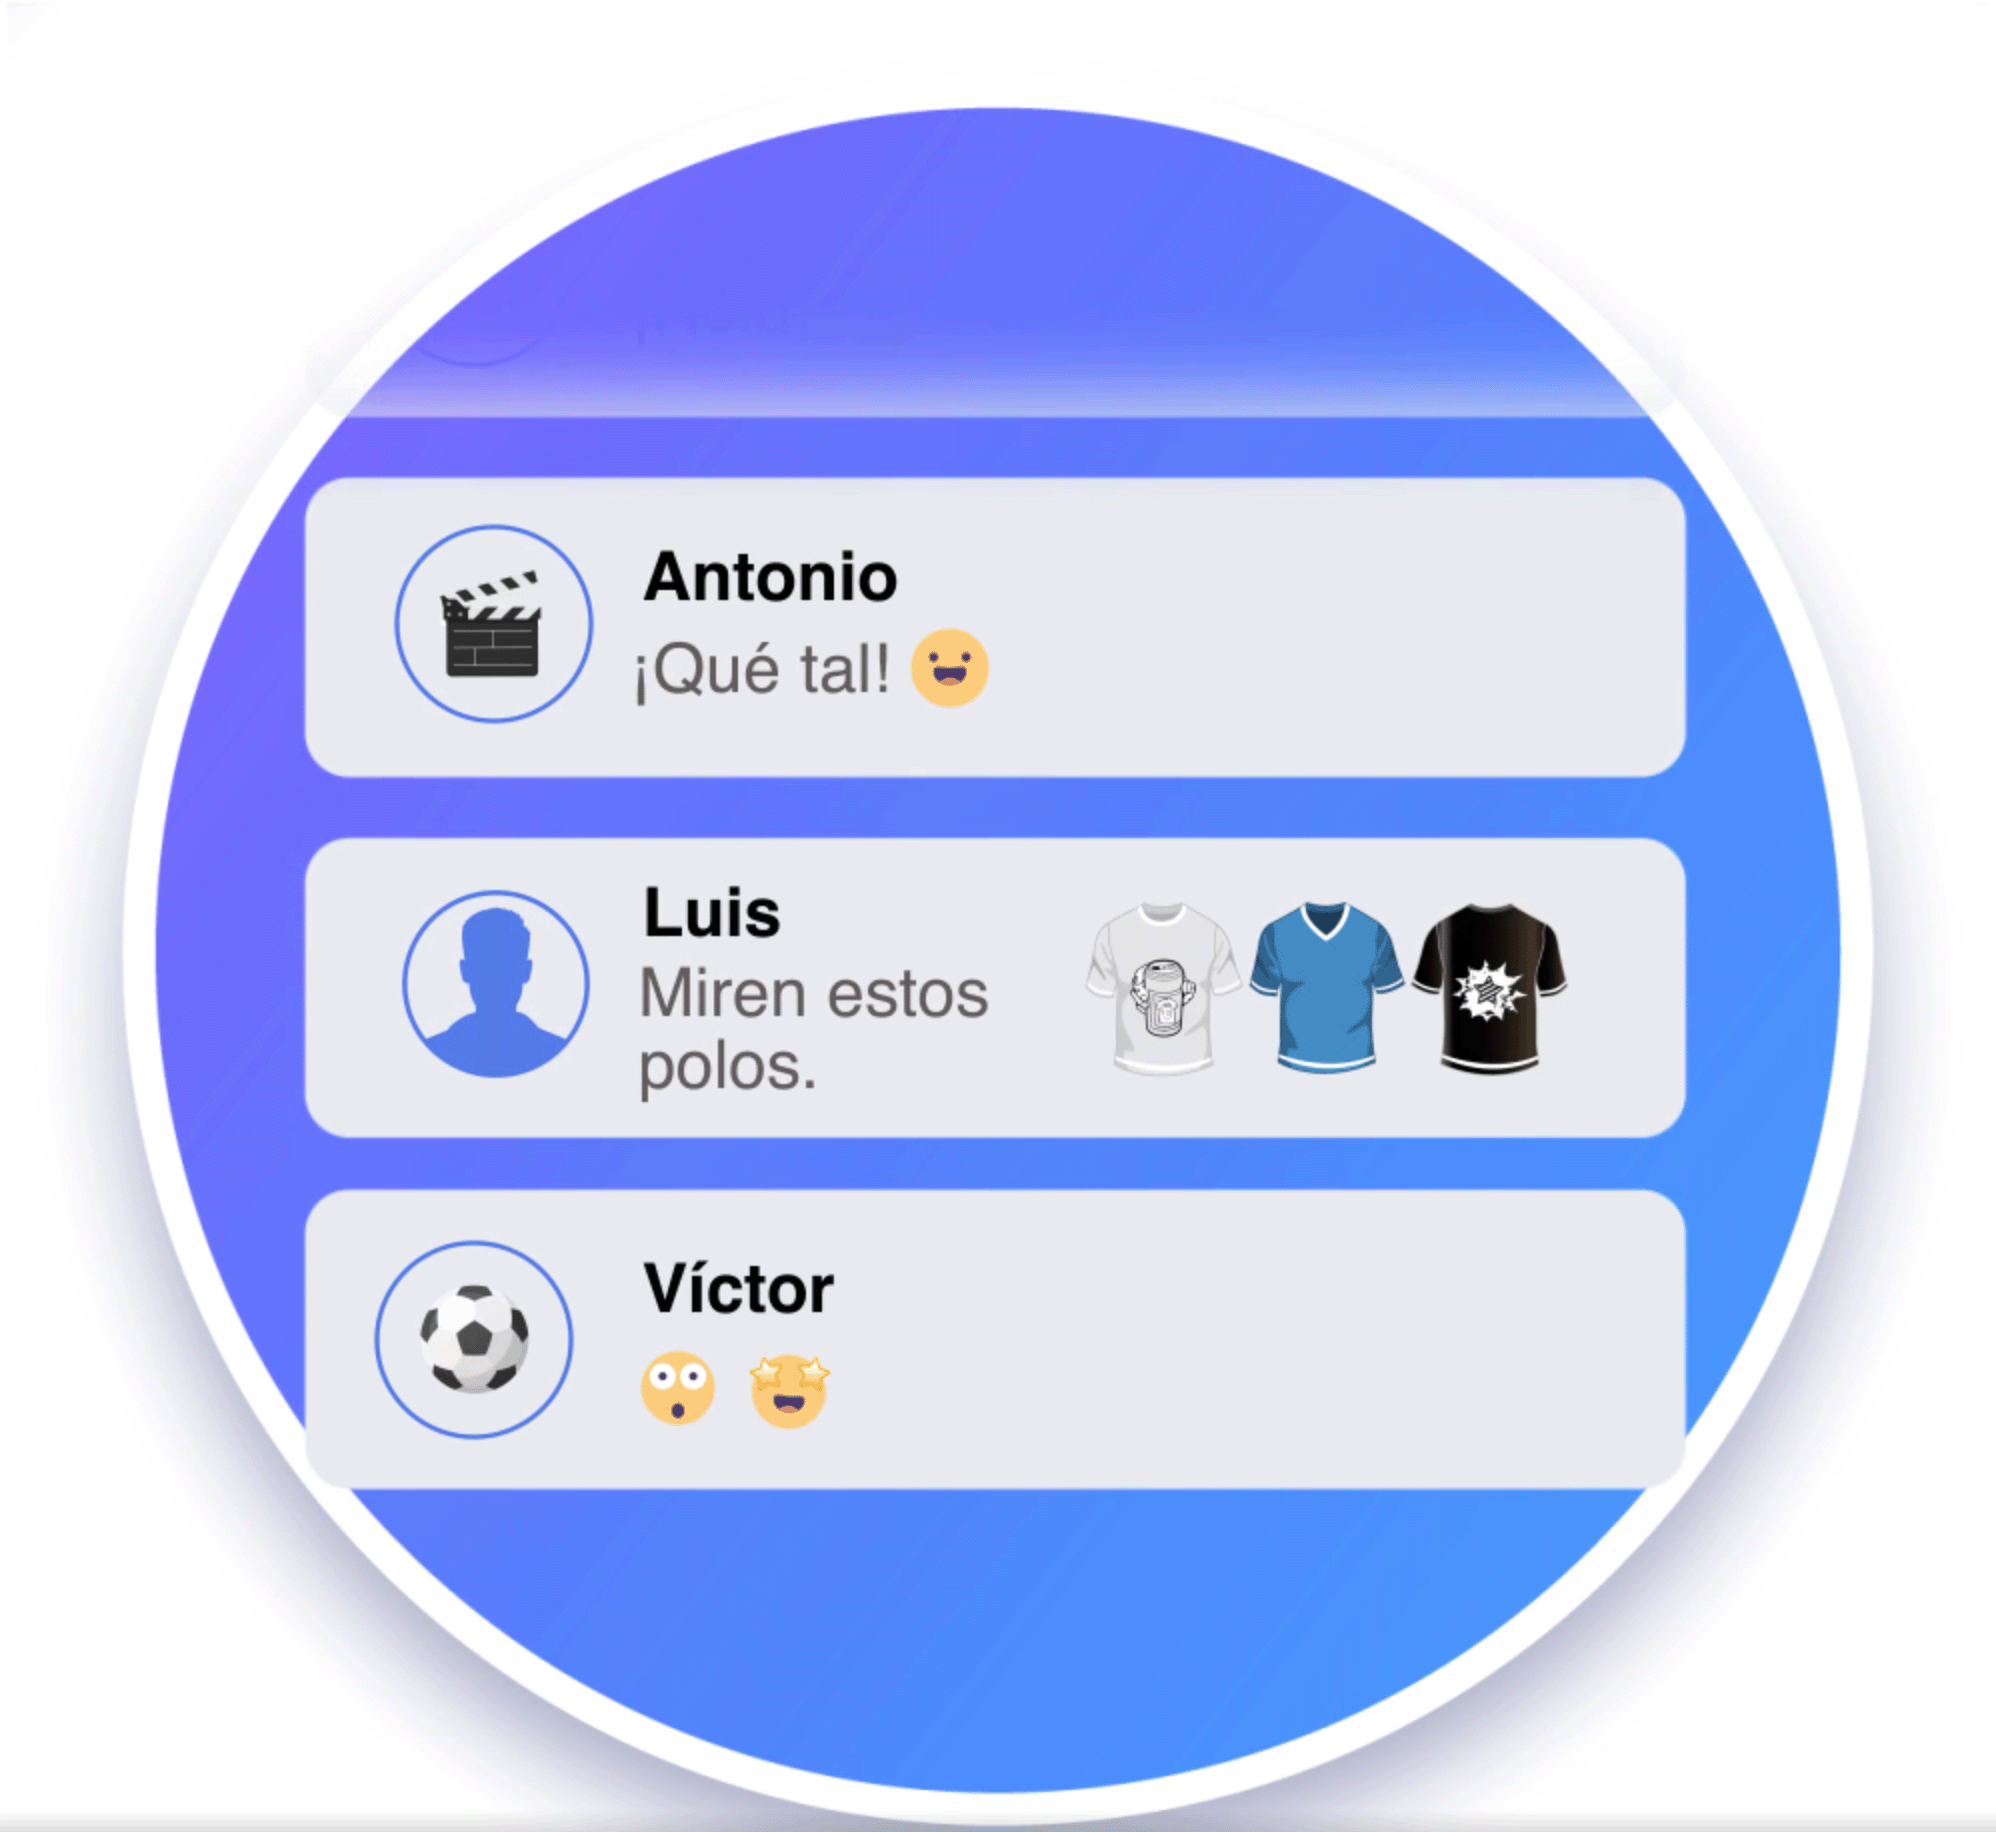 Antonio
¡Qué tal!
Luis
Miren estos
polos.
Víctor